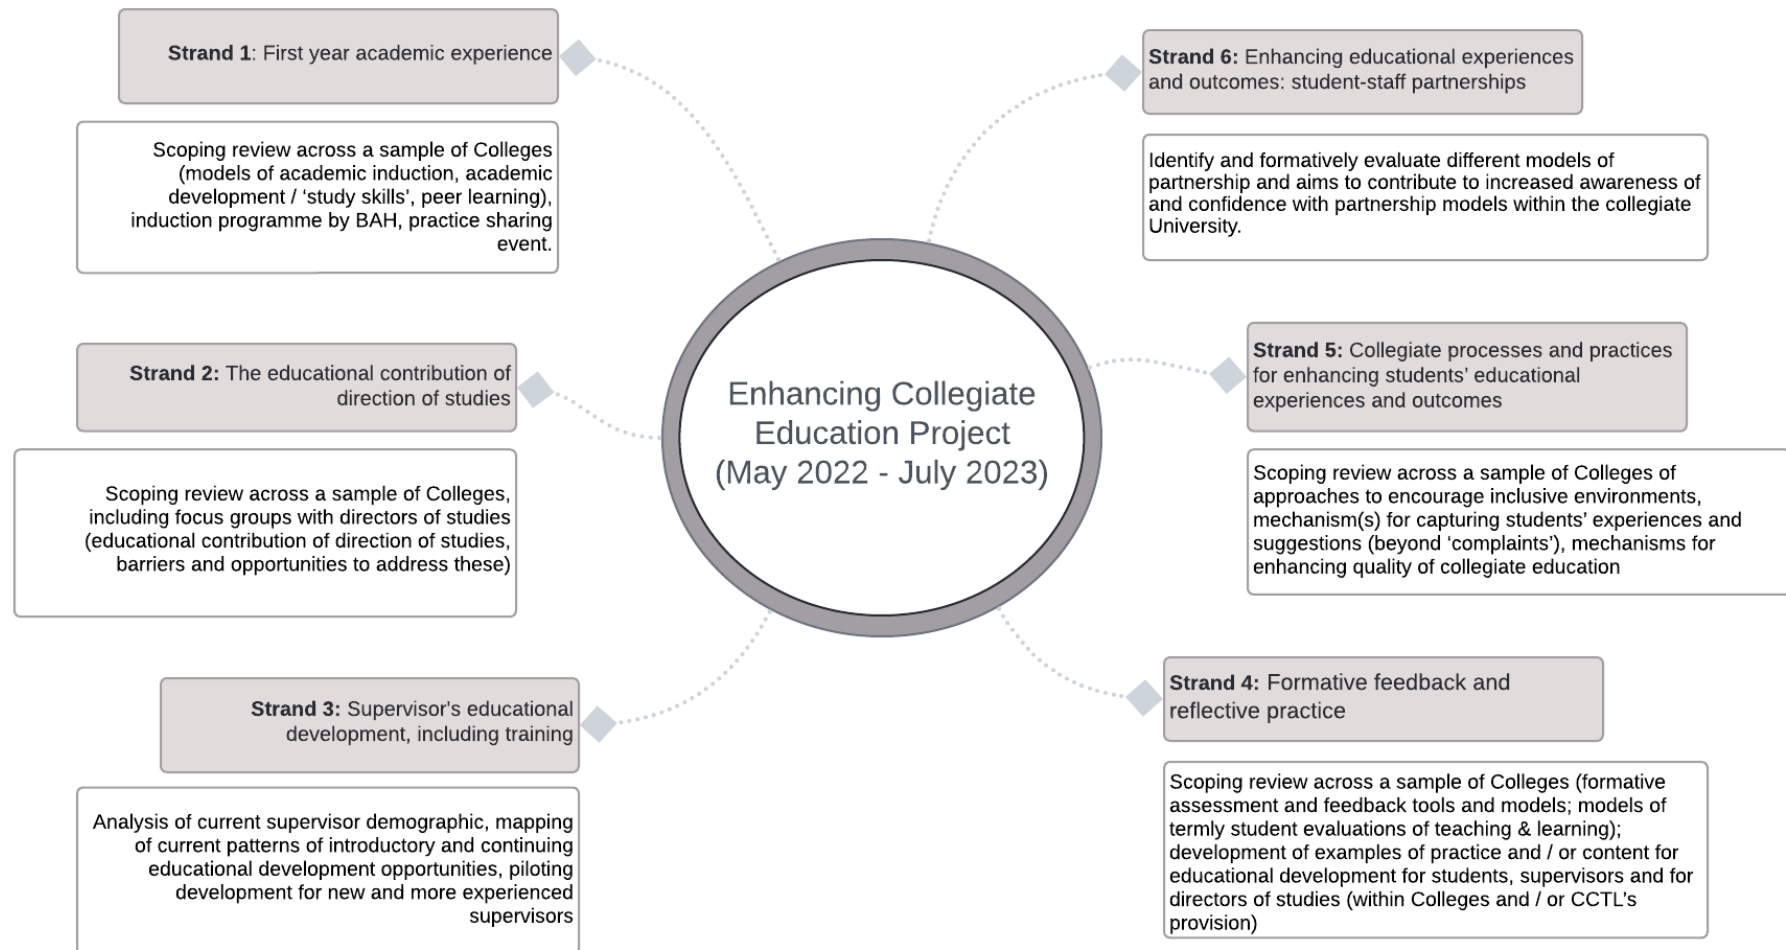 Strand 1: First year academic experience
Scoping review across a sample of Colleges
(models of academic induction, academic
development / ‘study skills’, peer learning),
induction programme by BAH, practice sharing
event.
Strand 2: The educational contribution of
direction of studies
Scoping review across a sample of Colleges,
including focus groups with directors of studies
(educational contribution of direction of studies,
barriers and opportunities to address these)
Strand 3: Supervisor's educational
development, including training
Analysis of current supervisor demographic, mapping
of current patterns of introductory and continuing
educational development opportunities, piloting
development for new and more experienced
supervisors
Enhancing Collegiate
Education Project
(May 2022 - July 2023)
Strand 6: Enhancing educational experiences
and outcomes: student-staff partnerships
Identify and formatively evaluate different models of
partnership and aims to contribute to increased awareness of
and confidence with partnership models within the collegiate
University.
Strand 5: Collegiate processes and practices
for enhancing students’ educational
experiences and outcomes
Scoping review across a sample of Colleges of
approaches to encourage inclusive environments,
mechanism(s) for capturing students’ experiences and
suggestions (beyond ‘complaints’), mechanisms for
enhancing quality of collegiate education
Strand 4: Formative feedback and
reflective practice
Scoping review across a sample of Colleges (formative
assessment and feedback tools and models; models of
termly student evaluations of teaching & learning);
development of examples of practice and / or content for
educational development for students, supervisors and for
directors of studies (within Colleges and / or CCTL's
provision)